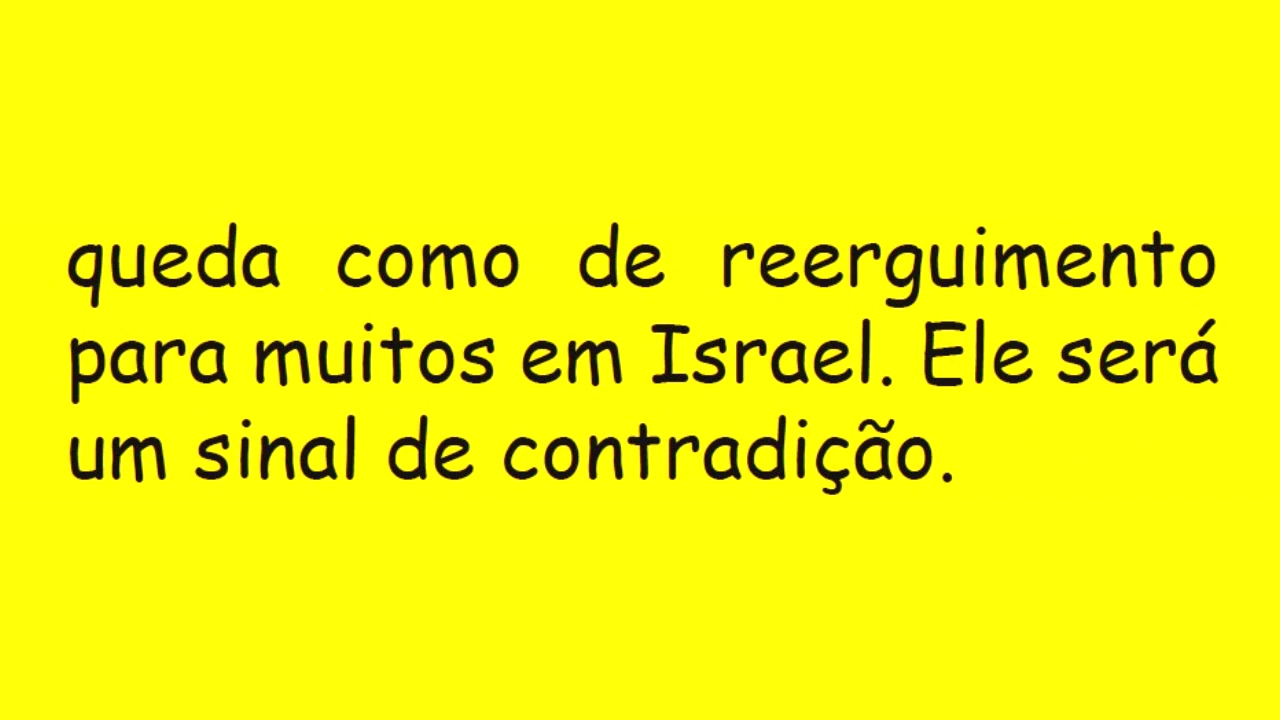 queda como de reerguimento
para muitos em Israel. Ele será
um sinal de contradição.